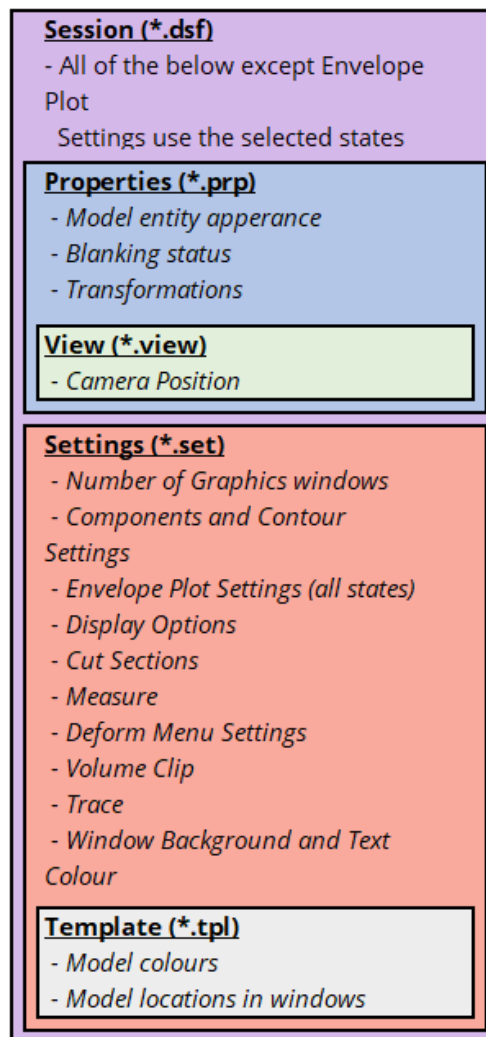 Session (*.dsf)
- All of the below except Envelope
Plot
Settings use the selected states
Properties (*.prp)
- Model entity apperance
- Blanking status
- Transformations
View (*.view)
- Camera Position
Settings (*.set)
- Number of Graphics windows
- Components and Contour
Settings
- Envelope Plot Settings (all states)
- Display Options
- Cut Sections
- Measure
- Deform Menu Settings
- Volume Clip
- Trace
- Window Background and Text
Colour
Template (*.tpl)
- Model colours
- Model locations in windows